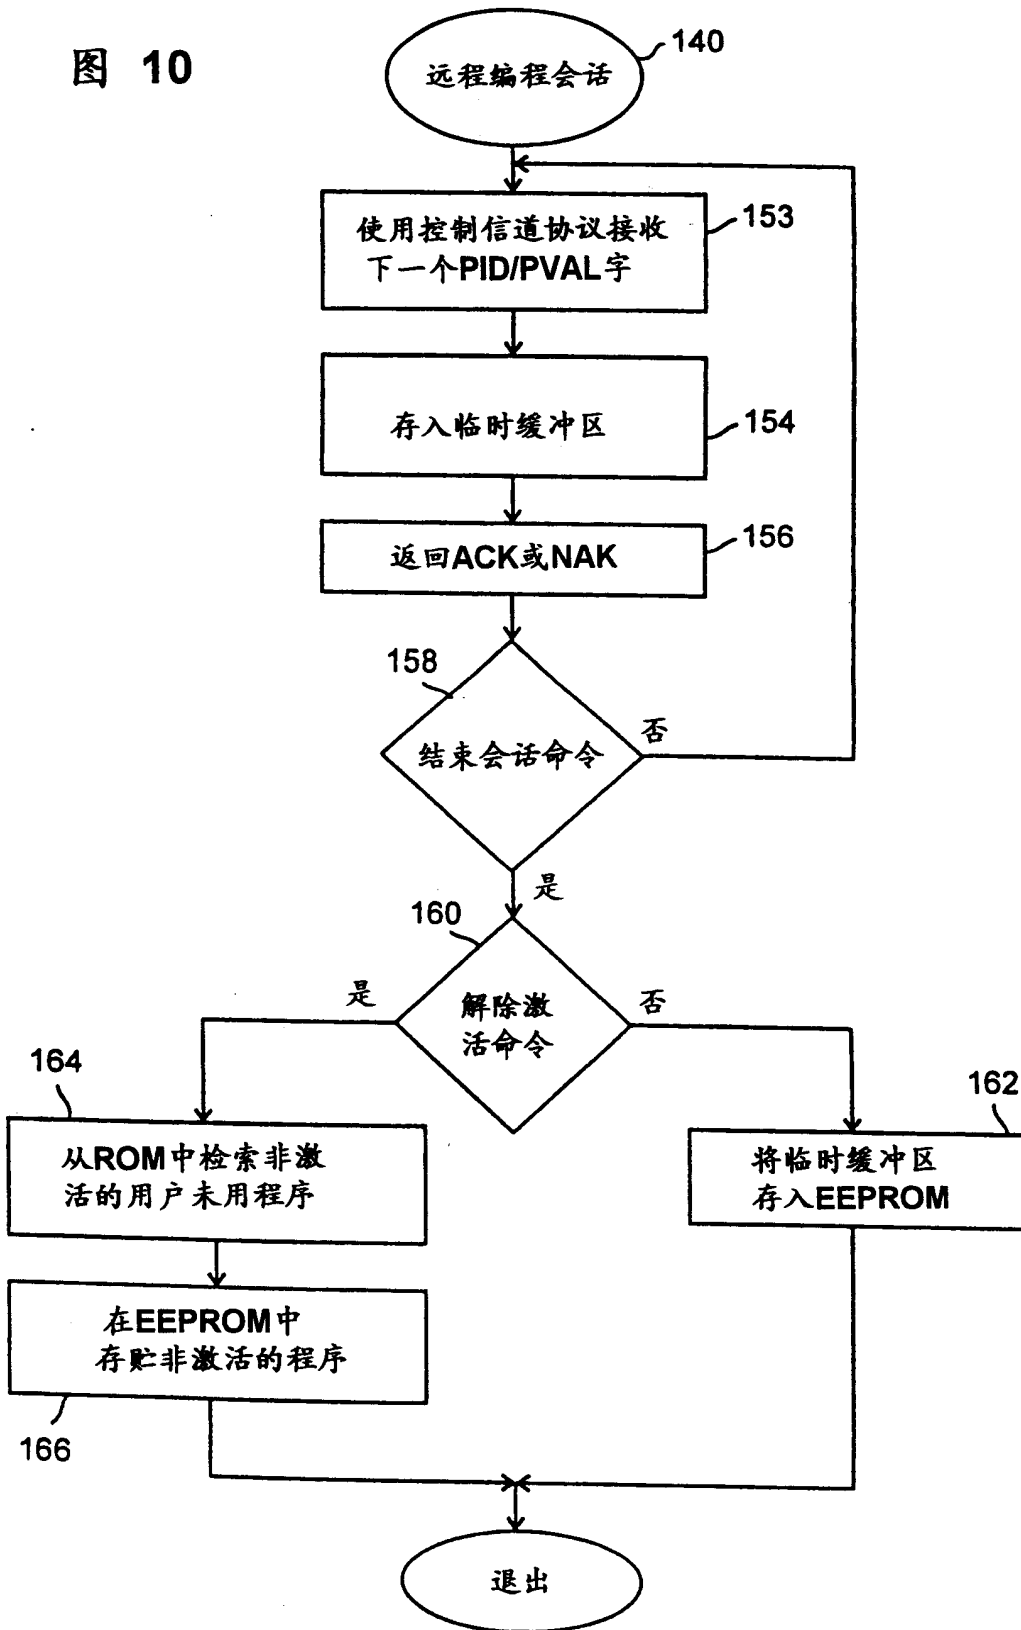 图 10
远程编程会话
140
使用控制信道协议接收
下一个PID/PVAL字
153
存入临时缓冲区
154
返回ACK或NAK
156
158
结束会话命令
否
是
160
解除激
活命令
是
否
164
从ROM中检索非激
活的用户未用程序
162
将临时缓冲区
存入EEPROM
在EEPROM中
存贮非激活的程序
166
退出